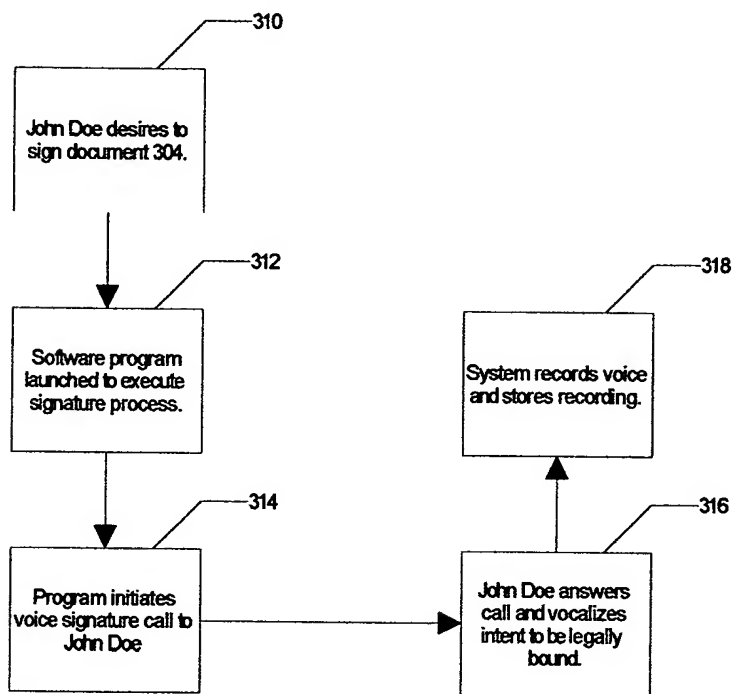 310
John Doe desires to
sign document 304.
312
Software program
launched to execute
signature process.
314
Program initiates
voice signature call to
John Doe
316
John Doe answers
call and vocalizes
intent to be legally
bound.
318
System records voice
and stores recording.